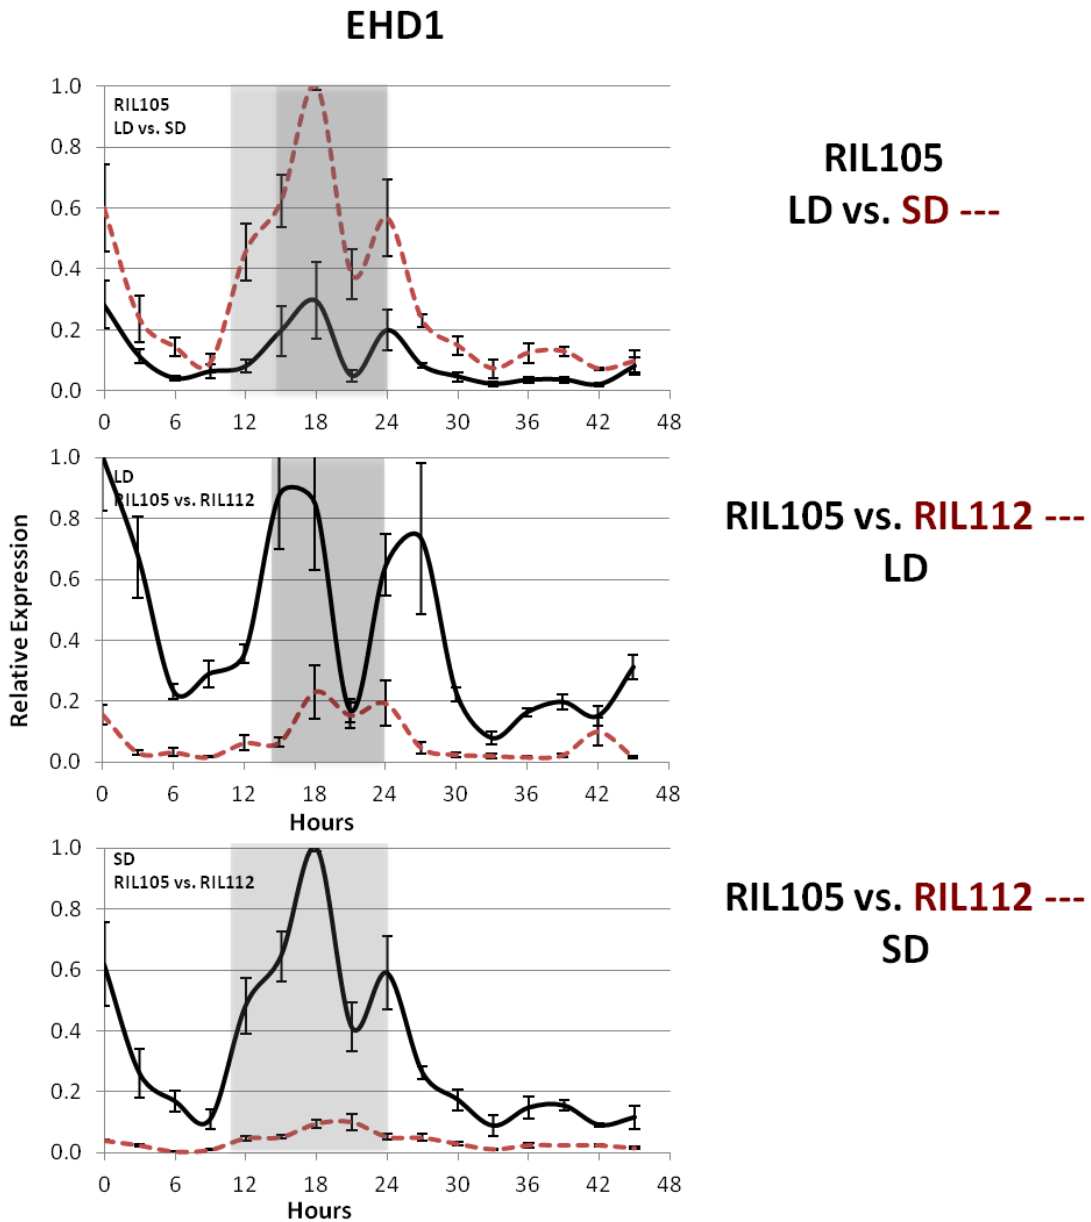 EHD1
1.0
0.8
0.6
0.4
0.2
0.0
RIL105
LD vs. SD
0 6 12 18 24 30 36 42 48
RIL105
LD vs. SD ---
Relative Expression
1.0
0.8
0.6
0.4
0.2
0.0
LD
RIL105 vs. RIL112
0 6 12 18 24 30 36 42 48
Hours
RIL105 vs. RIL112 ---
LD
1.0
0.8
0.6
0.4
0.2
0.0
SD
RIL105 vs. RIL112
0 6 12 18 24 30 36 42 48
Hours
RIL105 vs. RIL112 ---
SD